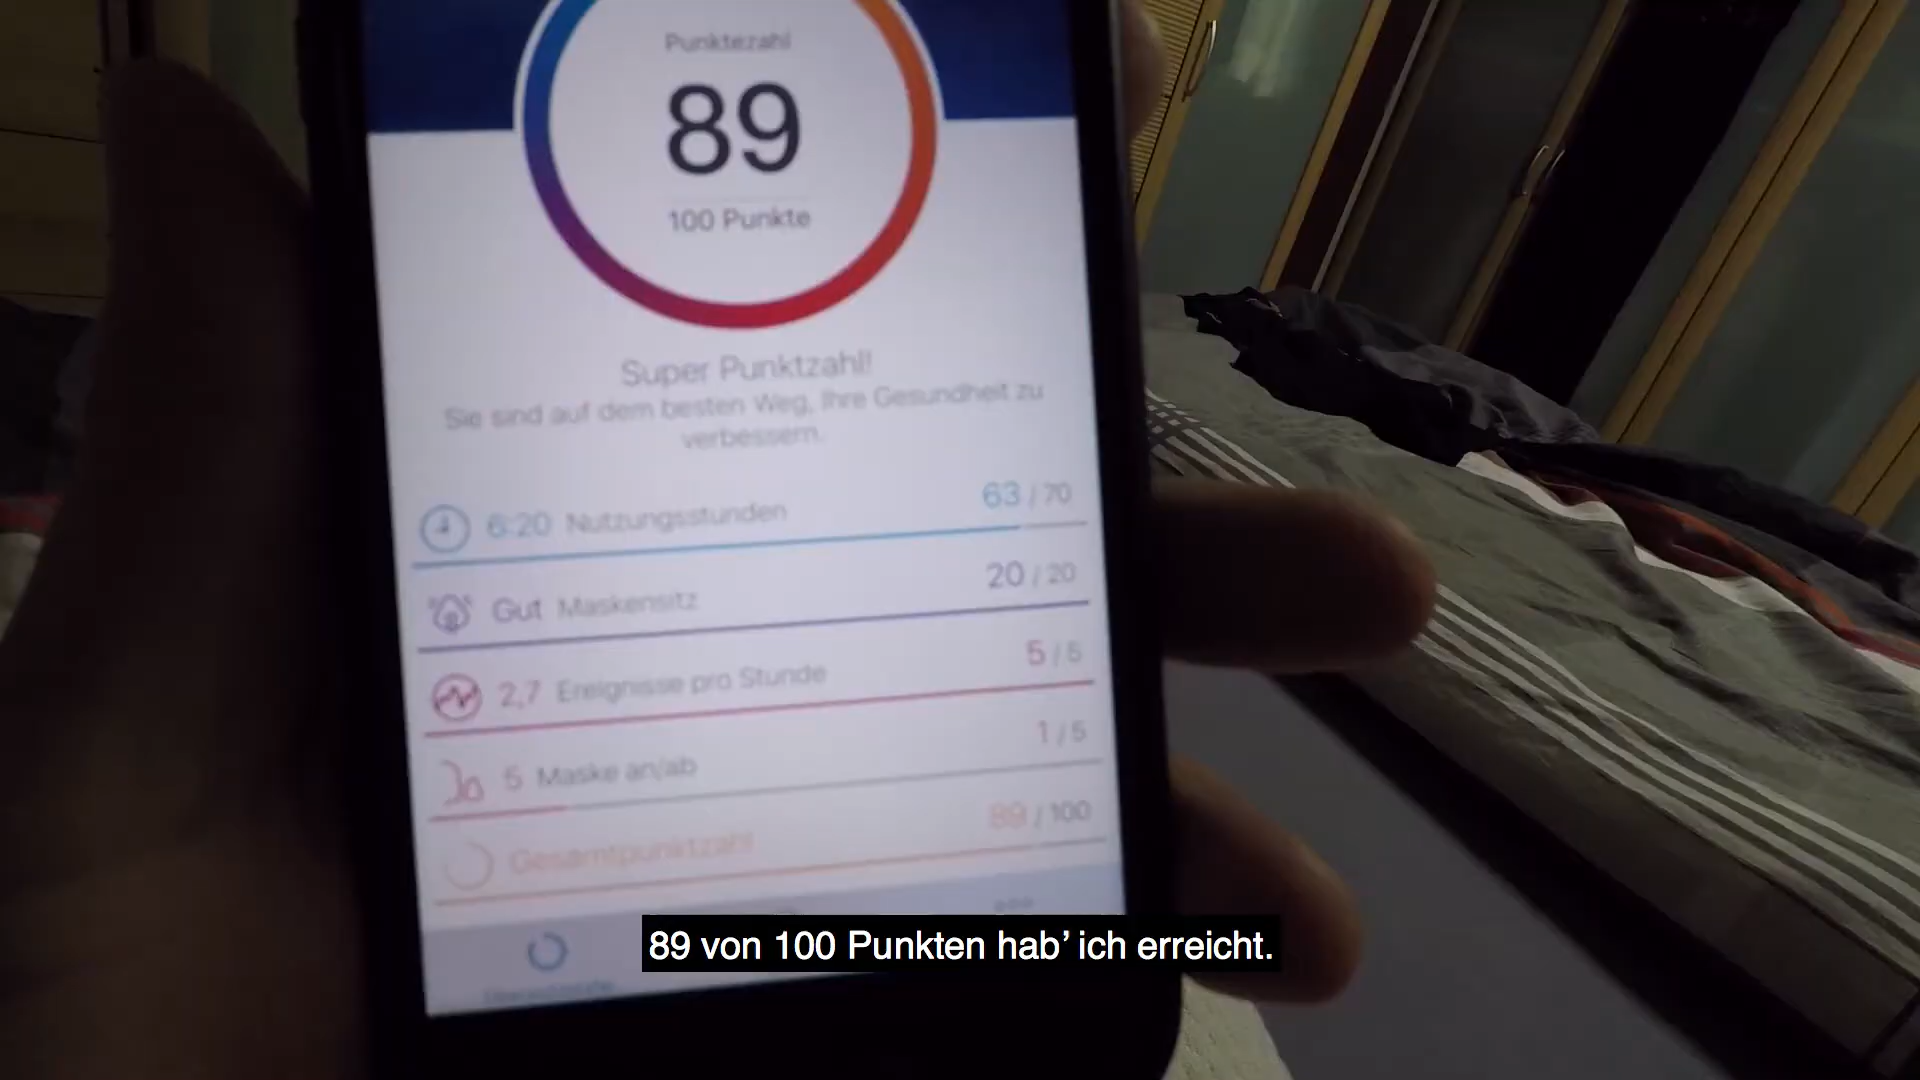 Punktezahl
89
100 Punkte
Super Punktzahl!
Sie sind auf dem besten Weg, Ihre Gesundheit zu
verbessern.
6:20 Nutzungsstunden 63 / 70
Gut Maskensitz 20 / 20
2,7 Ereignisse pro Stunde 5 / 5
5 Maske an/ab 1 / 5
Gesamtpunktzahl 89 / 100
89 von 100 Punkten hab’ ich erreicht.